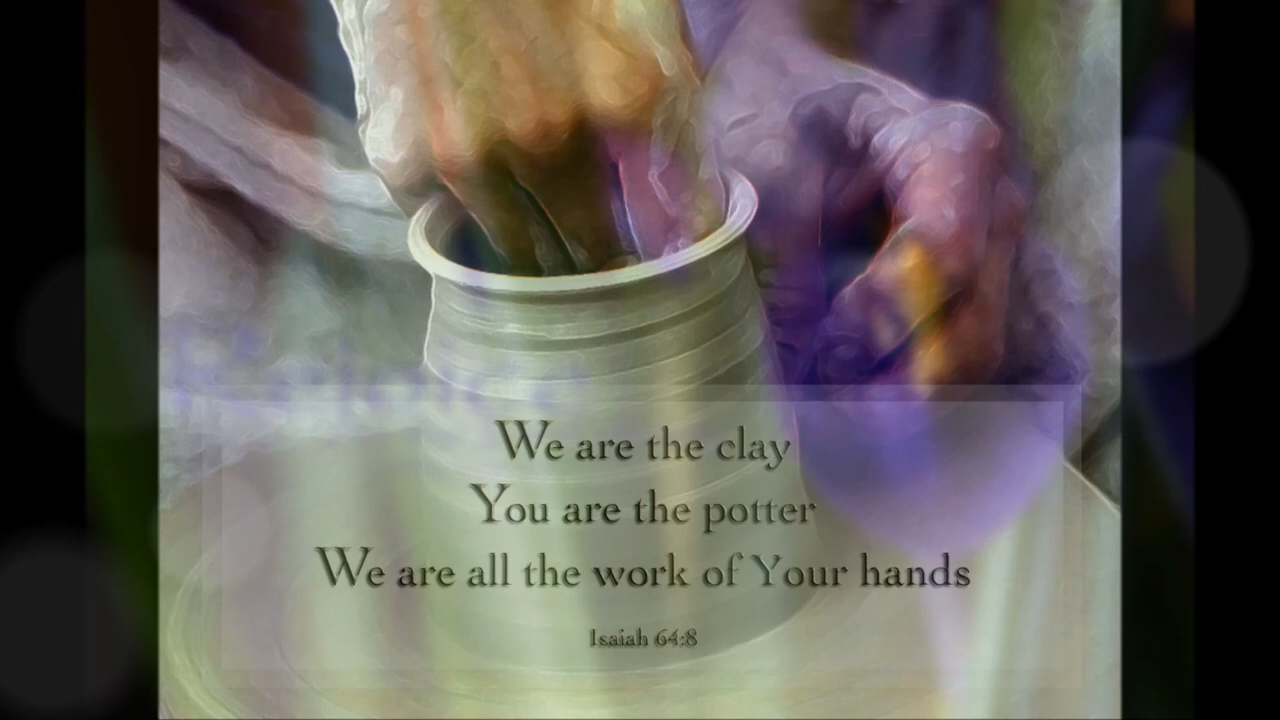 We are the clay
You are the potter
We are all the work of Your hands
Isaiah 64:8